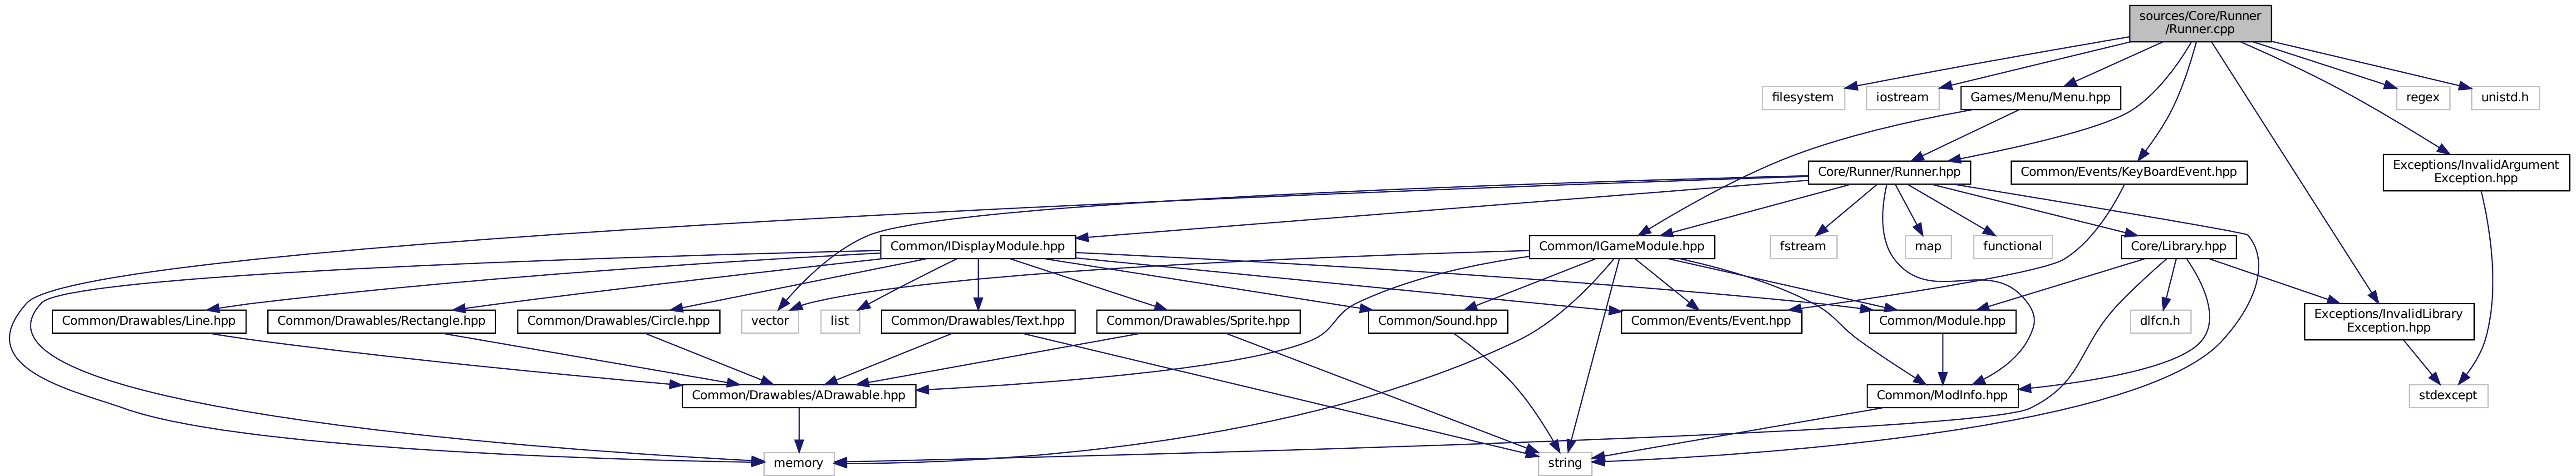 sources/Core/Runner
/Runner.cpp
filesystem
iostream
Games/Menu/Menu.hpp
regex
unistd.h
Core/Runner/Runner.hpp
Common/Events/KeyBoardEvent.hpp
Exceptions/InvalidArgument
Exception.hpp
Common/IDisplayModule.hpp
Common/IGameModule.hpp
fstream
map
functional
Core/Library.hpp
Common/Drawables/Line.hpp
Common/Drawables/Rectangle.hpp
Common/Drawables/Circle.hpp
vector
list
Common/Drawables/Text.hpp
Common/Drawables/Sprite.hpp
Common/Sound.hpp
Common/Events/Event.hpp
Common/Module.hpp
dlfcn.h
Exceptions/InvalidLibrary
Exception.hpp
Common/Drawables/ADrawable.hpp
Common/ModInfo.hpp
stdexcept
memory
string